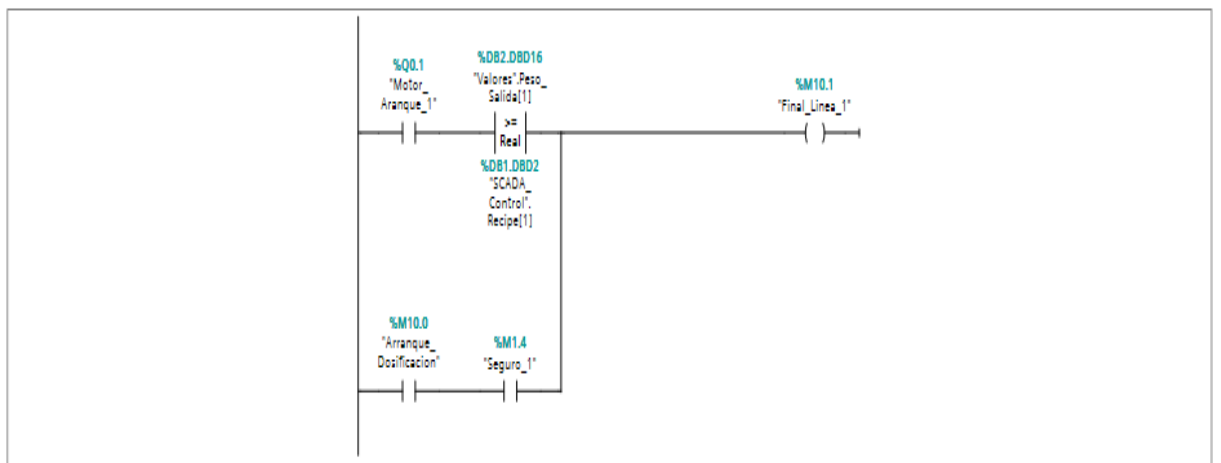 %Q0.1
"Motor_
Aranque_1"
%DB2.DBD16
"Valores".Peso_
Salida[1]
>=
Real
%DB1.DBD2
"SCADA_
Control".
Recipe[1]
%M10.1
"Final_Linea_1"
%M10.0
"Arranque_
Dosificacion"
%M1.4
"Seguro_1"